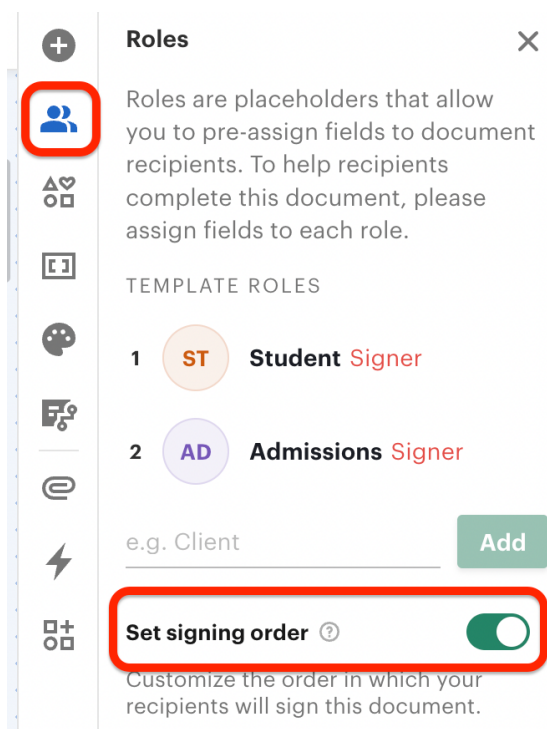 Roles
Roles are placeholders that allow
you to pre-assign fields to document
recipients. To help recipients
complete this document, please
assign fields to each role.
TEMPLATE ROLES
1 ST Student Signer
2 AD Admissions Signer
e.g. Client Add
Set signing order ?
Customize the order in which your
recipients will sign this document.